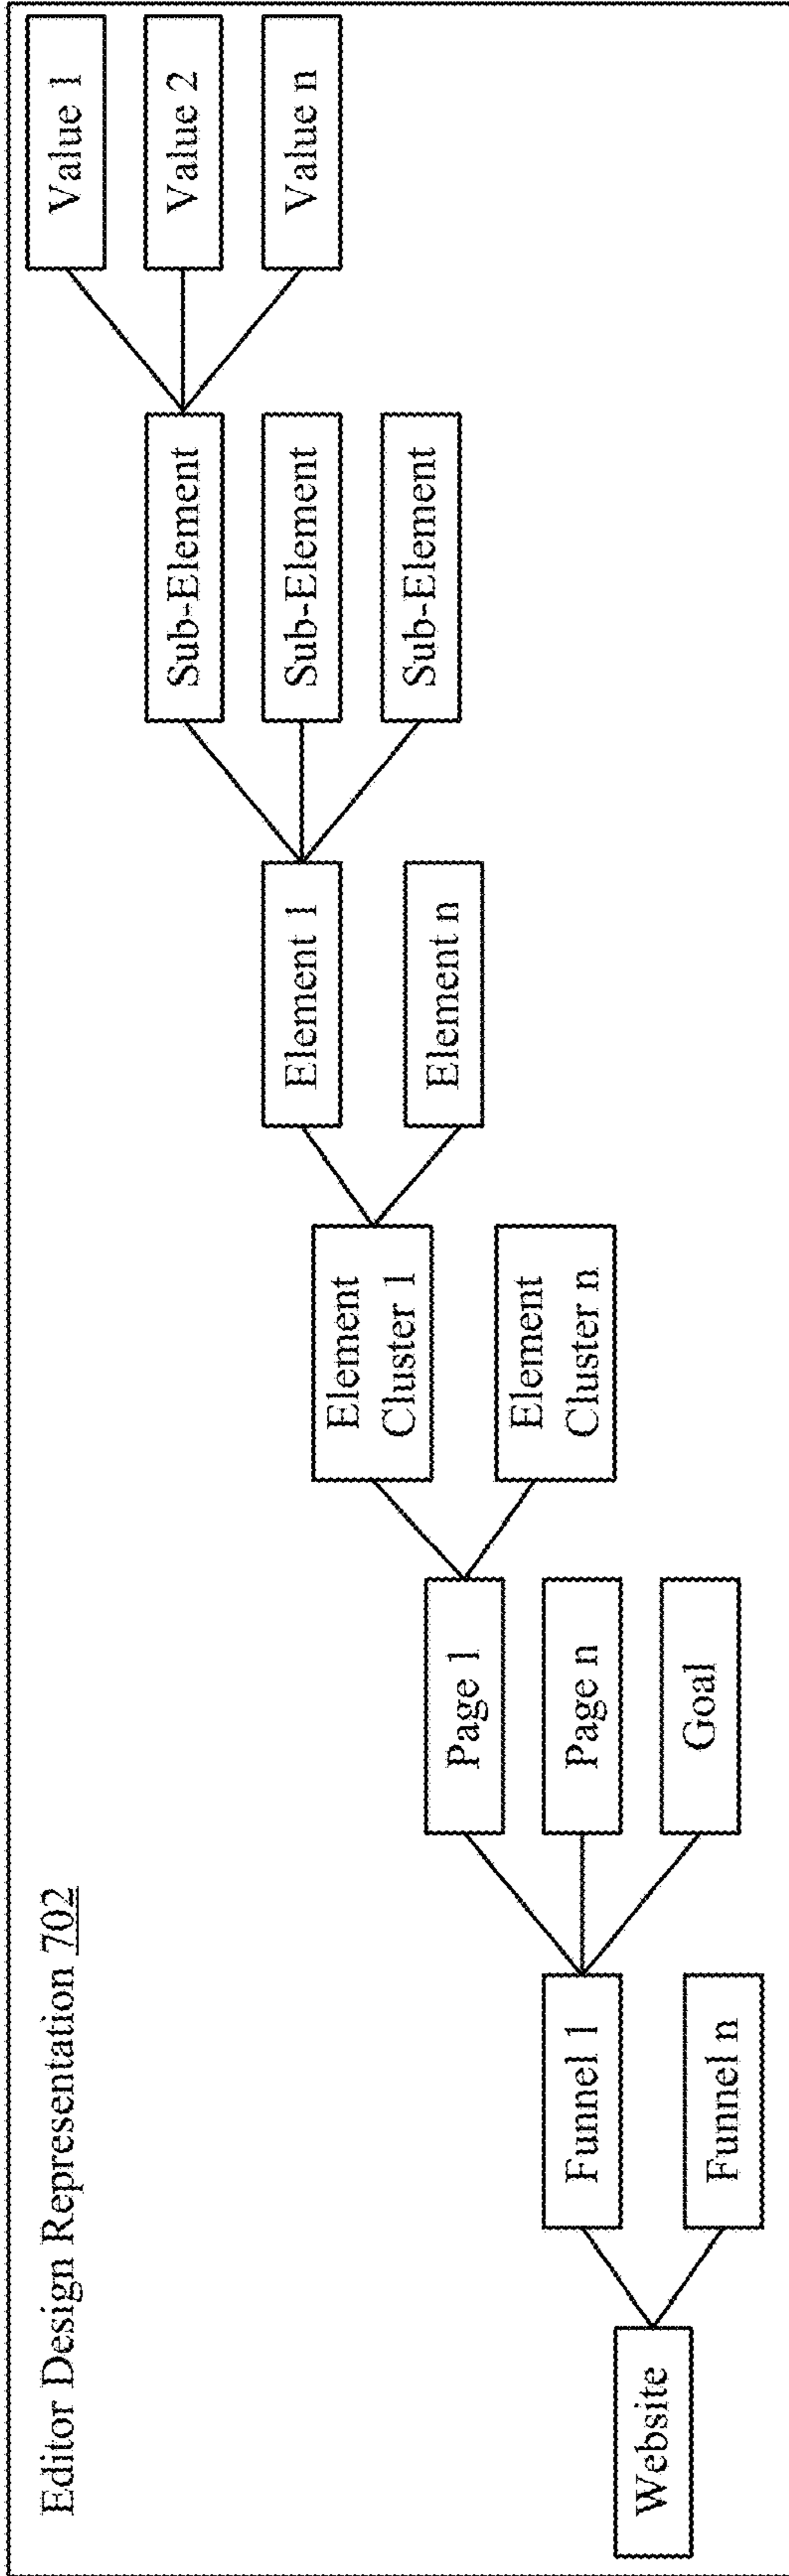 Editor Design Representation 702
Website
Funnel 1
Funnel n
Page 1
Page n
Goal
Element
Cluster 1
Element
Cluster n
Element 1
Element n
Sub-Element
Sub-Element
Sub-Element
Value 1
Value 2
Value n